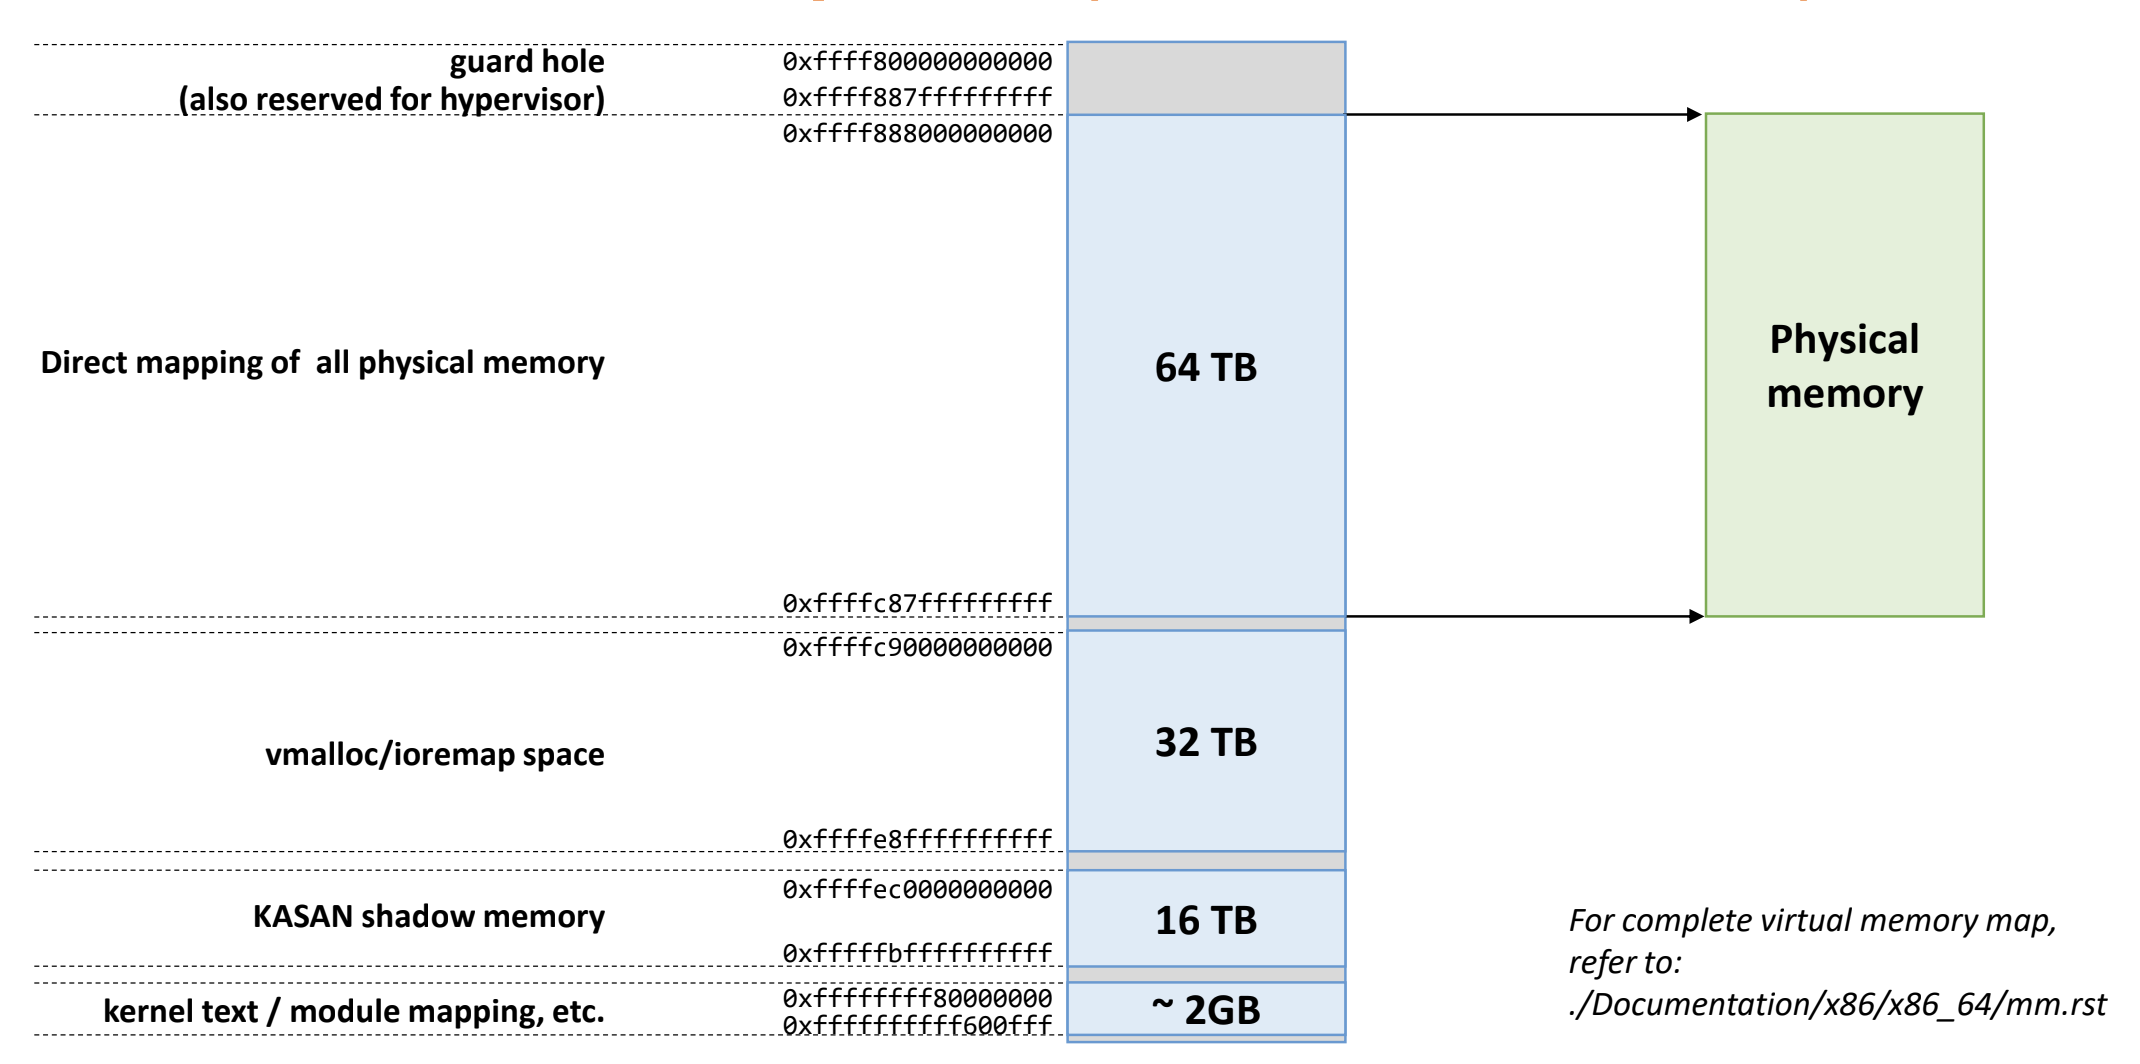 guard hole
(also reserved for hypervisor)
0xffff800000000000
0xffff887fffffffff
0xffff888000000000
Direct mapping of  all physical memory
64 TB
Physical
memory
0xffffc87fffffffff
0xffffc90000000000
vmalloc/ioremap space
32 TB
0xffffe8ffffffffff
0xffffec0000000000
KASAN shadow memory
16 TB
0xfffffbffffffffff
0xffffffff80000000
kernel text / module mapping, etc.
~ 2GB
0xffffffffff600fff
For complete virtual memory map,
refer to:
./Documentation/x86/x86_64/mm.rst